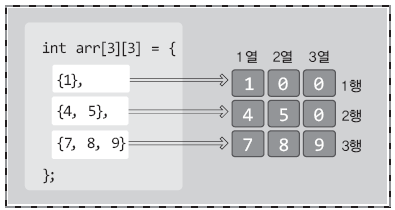 int arr[3][3] = {
1열 2열 3열
{1}, 1 0 0 1행
{4, 5}, 4 5 0 2행
{7, 8, 9} 7 8 9 3행
};